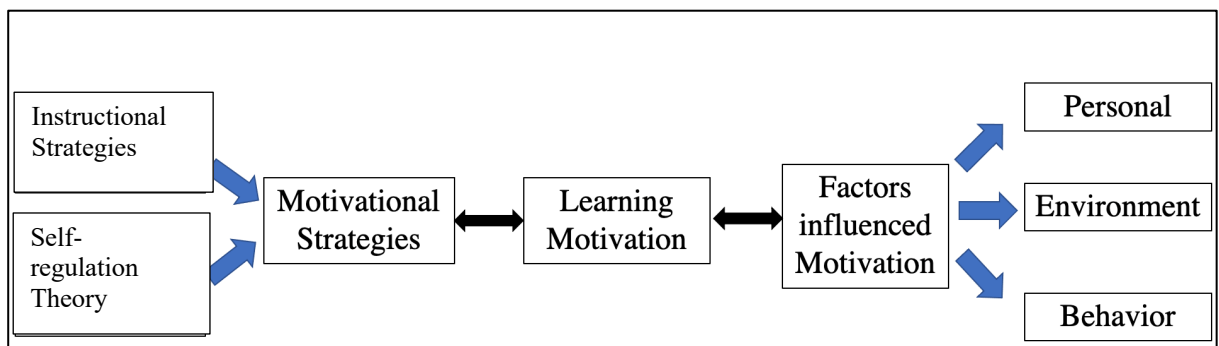 Instructional
Strategies
Self-
regulation
Theory
Motivational
Strategies
Learning
Motivation
Factors
influenced
Motivation
Personal
Environment
Behavior